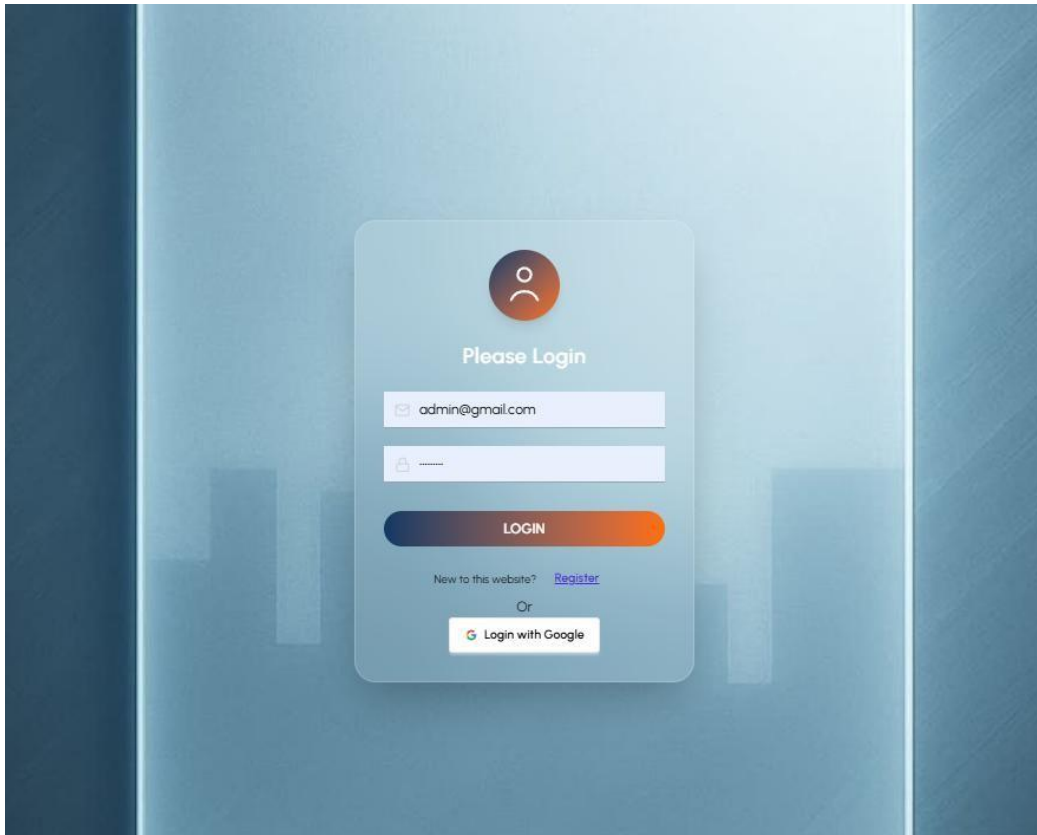 Please Login
admin@gmail.com
LOGIN
New to this website? Register
Or
Login with Google